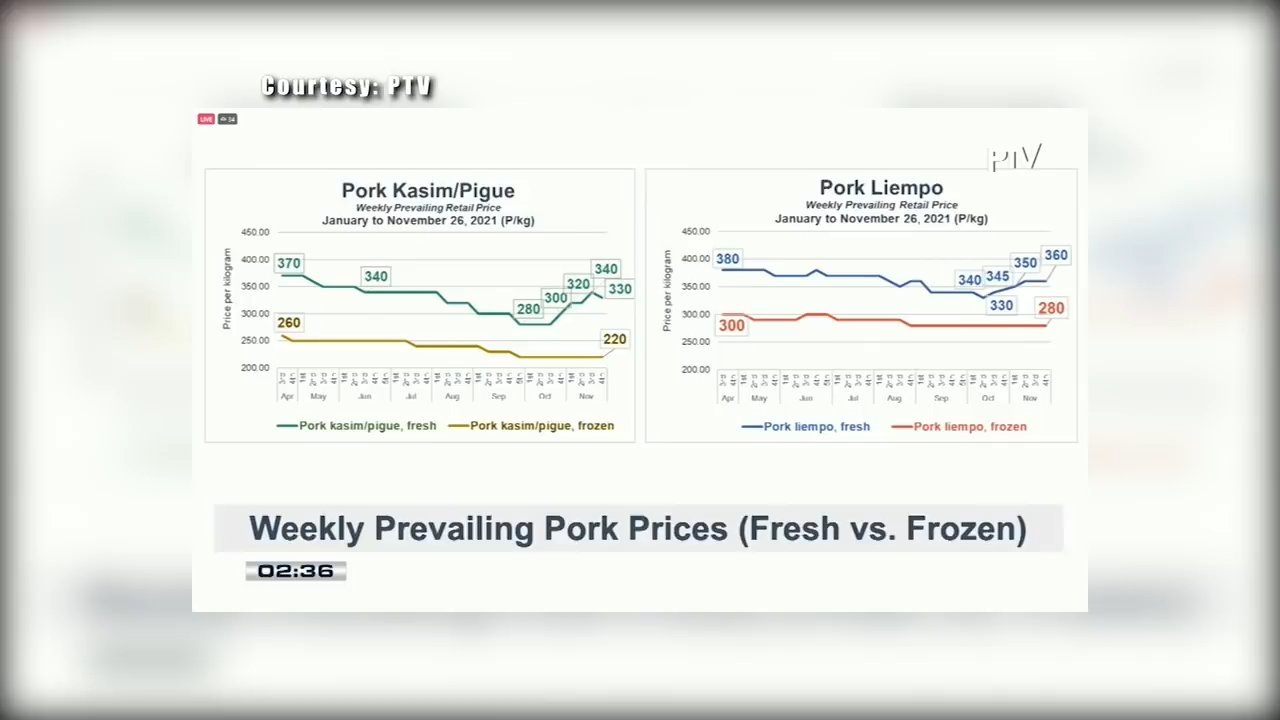 Courtesy: PTV
LIVE
34
PTV
Pork Kasim/Pigue
Weekly Prevailing Retail Price
January to November 26, 2021 (P/kg)
Price per kilogram
450.00
400.00
350.00
300.00
250.00
200.00
370
340
280
300
320
340
330
260
220
Apr May Jun Jul Aug Sep Oct Nov
Pork kasim/pigue, fresh
Pork kasim/pigue, frozen
Pork Liempo
Weekly Prevailing Retail Price
January to November 26, 2021 (P/kg)
Price per kilogram
450.00
400.00
350.00
300.00
250.00
200.00
380
340
330
345
350
360
300
280
Apr May Jun Jul Aug Sep Oct Nov
Pork liempo, fresh
Pork liempo, frozen
Weekly Prevailing Pork Prices (Fresh vs. Frozen)
02:36